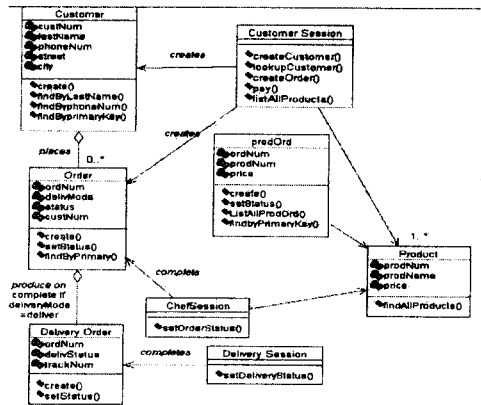 Customer
custNum
lastName
phoneNum
street
city
create()
findByLastName()
findByphoneNum()
findByprimaryKey()
creates
Customer Session
createCustomer()
lookupCustomer()
createOrder()
pay()
listAllProducts()
places
0..*
creates
Order
ordNum
delivMode
status
custNum
create()
setStatus()
findByPrimary()
predOrd
ordNum
prodNum
price
create()
setStatus()
ListAllProdOrd()
findbyPrimaryKey()
1..*
Product
prodNum
prodName
price
findAllProducts()
produce on
complete if
deliveryMode
=deliver
complete
ChefSession
setOrderStatus()
Delivery Order
ordNum
delivStatus
trackNum
create()
setStatus()
completes
Delivery Session
setDeliveryStatus()